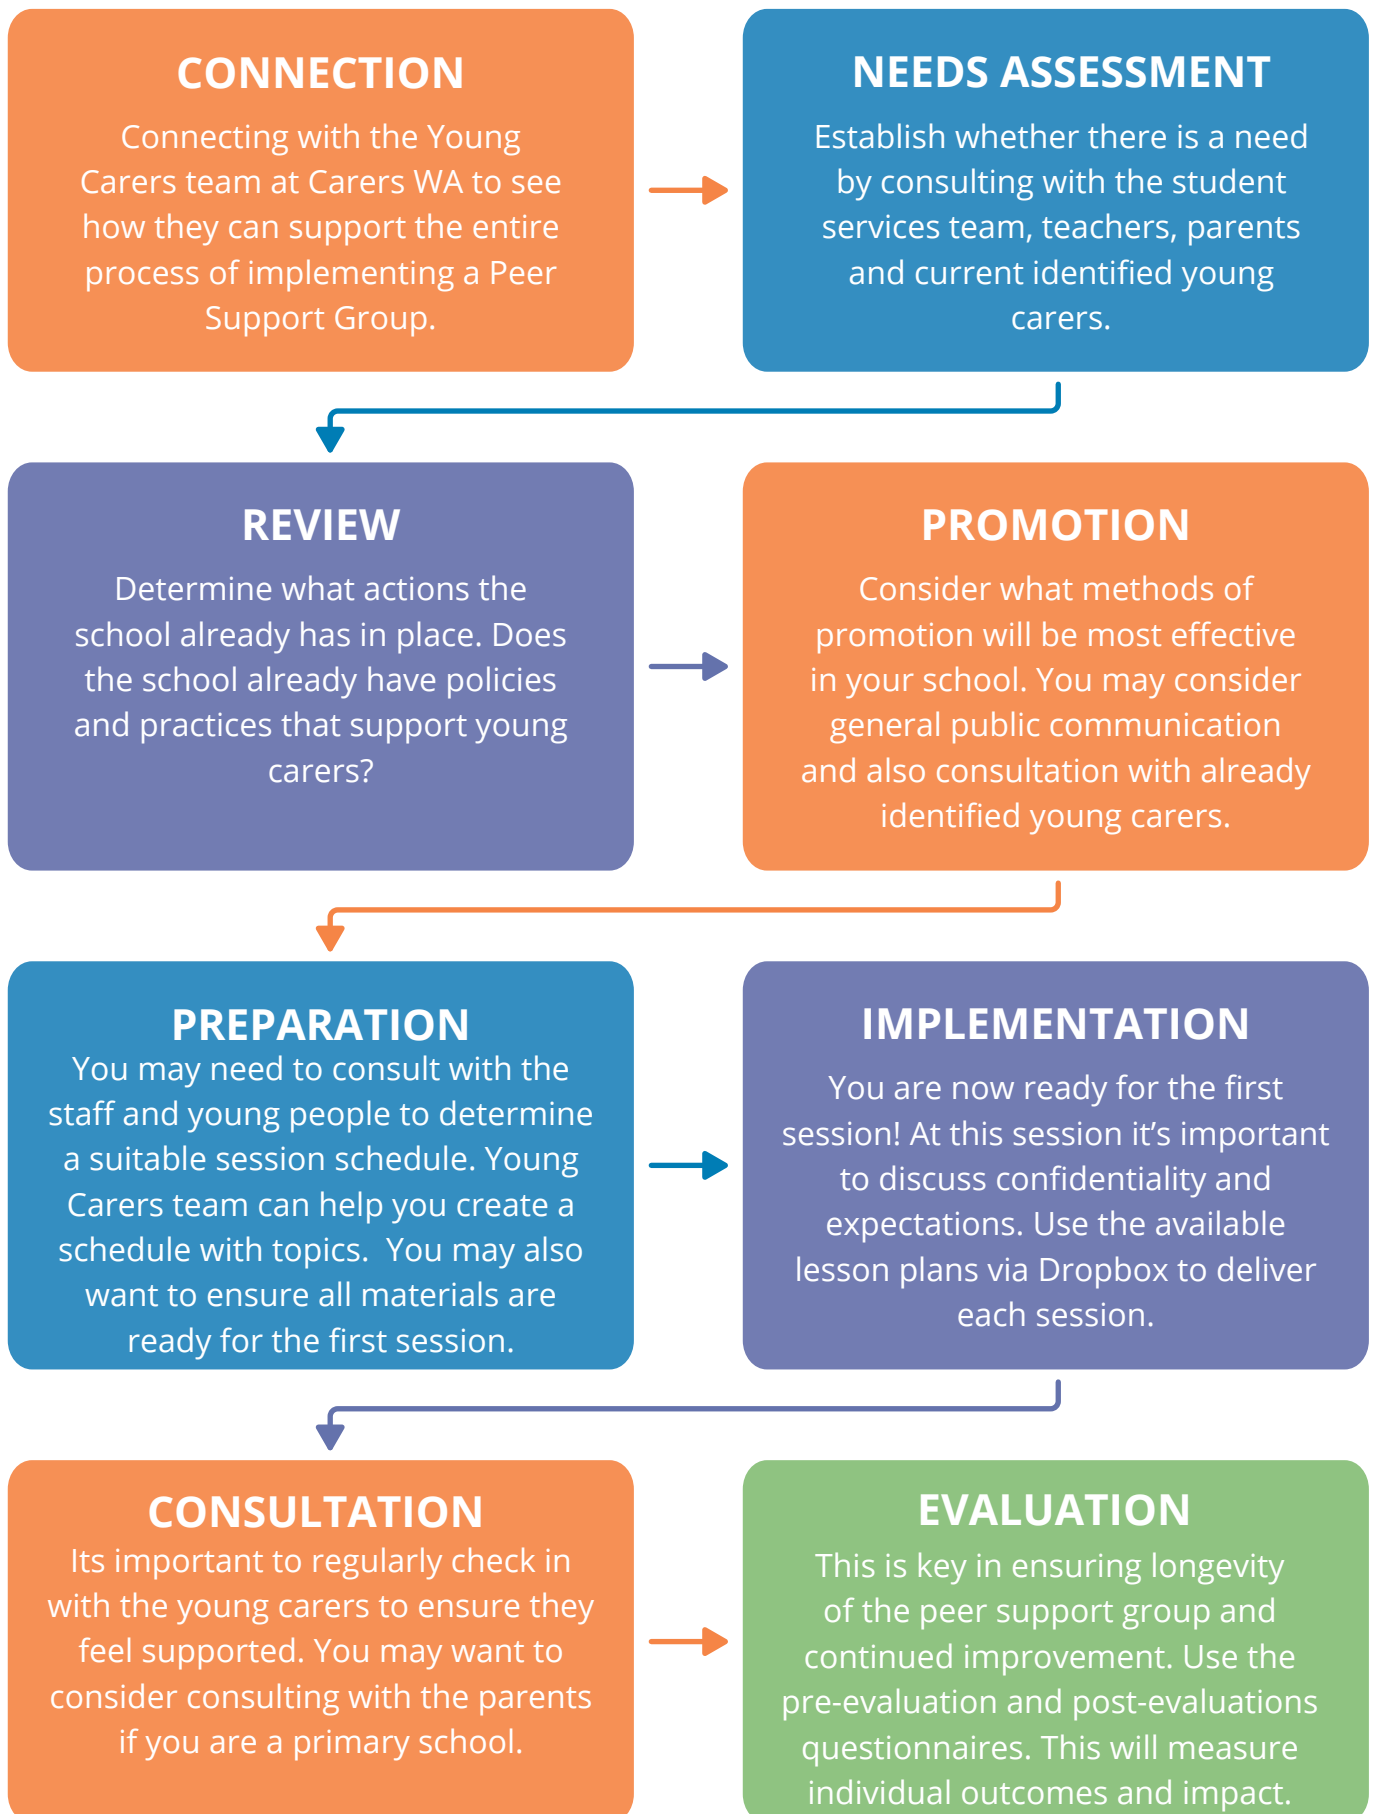 CONNECTION
Connecting with the Young
Carers team at Carers WA to see
how they can support the entire
process of implementing a Peer
Support Group.
NEEDS ASSESSMENT
Establish whether there is a need
by consulting with the student
services team, teachers, parents
and current identified young
carers.
REVIEW
Determine what actions the
school already has in place. Does
the school already have policies
and practices that support young
carers?
PROMOTION
Consider what methods of
promotion will be most effective
in your school. You may consider
general public communication
and also consultation with already
identified young carers.
PREPARATION
You may need to consult with the
staff and young people to determine
a suitable session schedule. Young
Carers team can help you create a
schedule with topics.  You may also
want to ensure all materials are
ready for the first session.
IMPLEMENTATION
You are now ready for the first
session! At this session it’s important
to discuss confidentiality and
expectations. Use the available
lesson plans via Dropbox to deliver
each session.
CONSULTATION
Its important to regularly check in
with the young carers to ensure they
feel supported. You may want to
consider consulting with the parents
if you are a primary school.
EVALUATION
This is key in ensuring longevity
of the peer support group and
continued improvement. Use the
pre-evaluation and post-evaluations
questionnaires. This will measure
individual outcomes and impact.